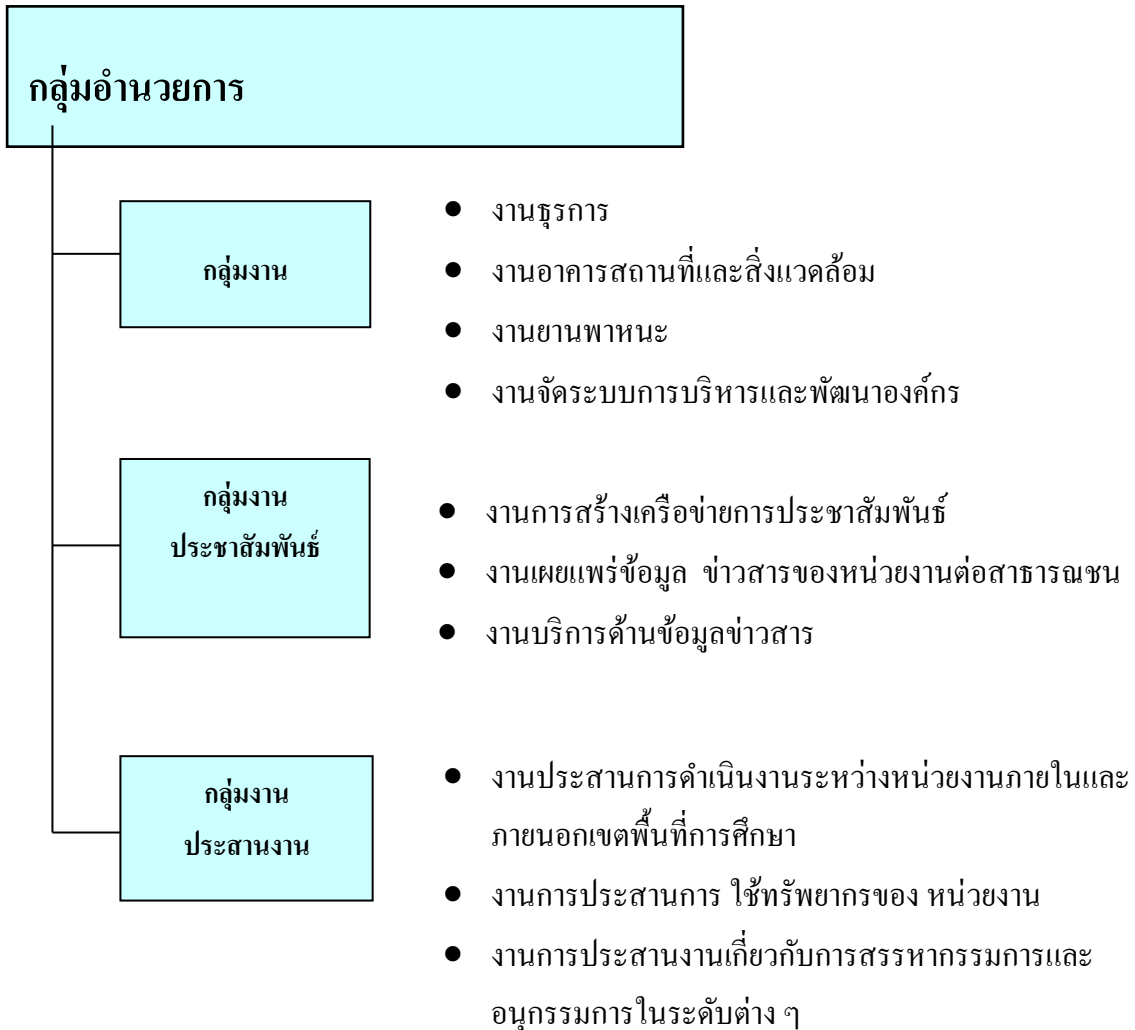 กลุ่มอำนวยการ
กลุ่มงาน
● งานธุรการ
● งานอาคารสถานที่และสิ่งแวดล้อม
● งานยานพาหนะ
● งานจัดระบบการบริหารและพัฒนาองค์กร
กลุ่มงาน
ประชาสัมพันธ์
● งานการสร้างเครือข่ายการประชาสัมพันธ์
● งานเผยแพร่ข้อมูล ข่าวสารของหน่วยงานต่อสาธารณชน
● งานบริการด้านข้อมูลข่าวสาร
กลุ่มงาน
ประสานงาน
● งานประสานการดำเนินงานระหว่างหน่วยงานภายในและ
ภายนอกเขตพื้นที่การศึกษา
● งานการประสานการ ใช้ทรัพยากรของ หน่วยงาน
● งานการประสานงานเกี่ยวกับการสรรหากรรมการและ
อนุกรรมการในระดับต่าง ๆ